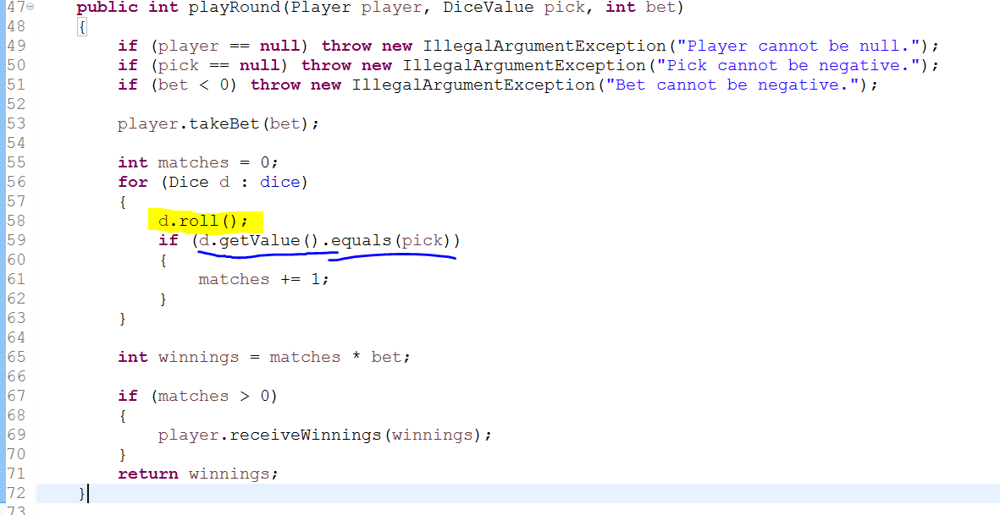 47 public int playRound(Player player, DiceValue pick, int bet)
48 {
49 if (player == null) throw new IllegalArgumentException("Player cannot be null.");
50 if (pick == null) throw new IllegalArgumentException("Pick cannot be negative.");
51 if (bet < 0) throw new IllegalArgumentException("Bet cannot be negative.");
52
53 player.takeBet(bet);
54
55 int matches = 0;
56 for (Dice d : dice)
57 {
58 d.roll();
59 if (d.getValue().equals(pick))
60 {
61 matches += 1;
62 }
63 }
64
65 int winnings = matches * bet;
66
67 if (matches > 0)
68 {
69 player.receiveWinnings(winnings);
70 }
71 return winnings;
72 }
73